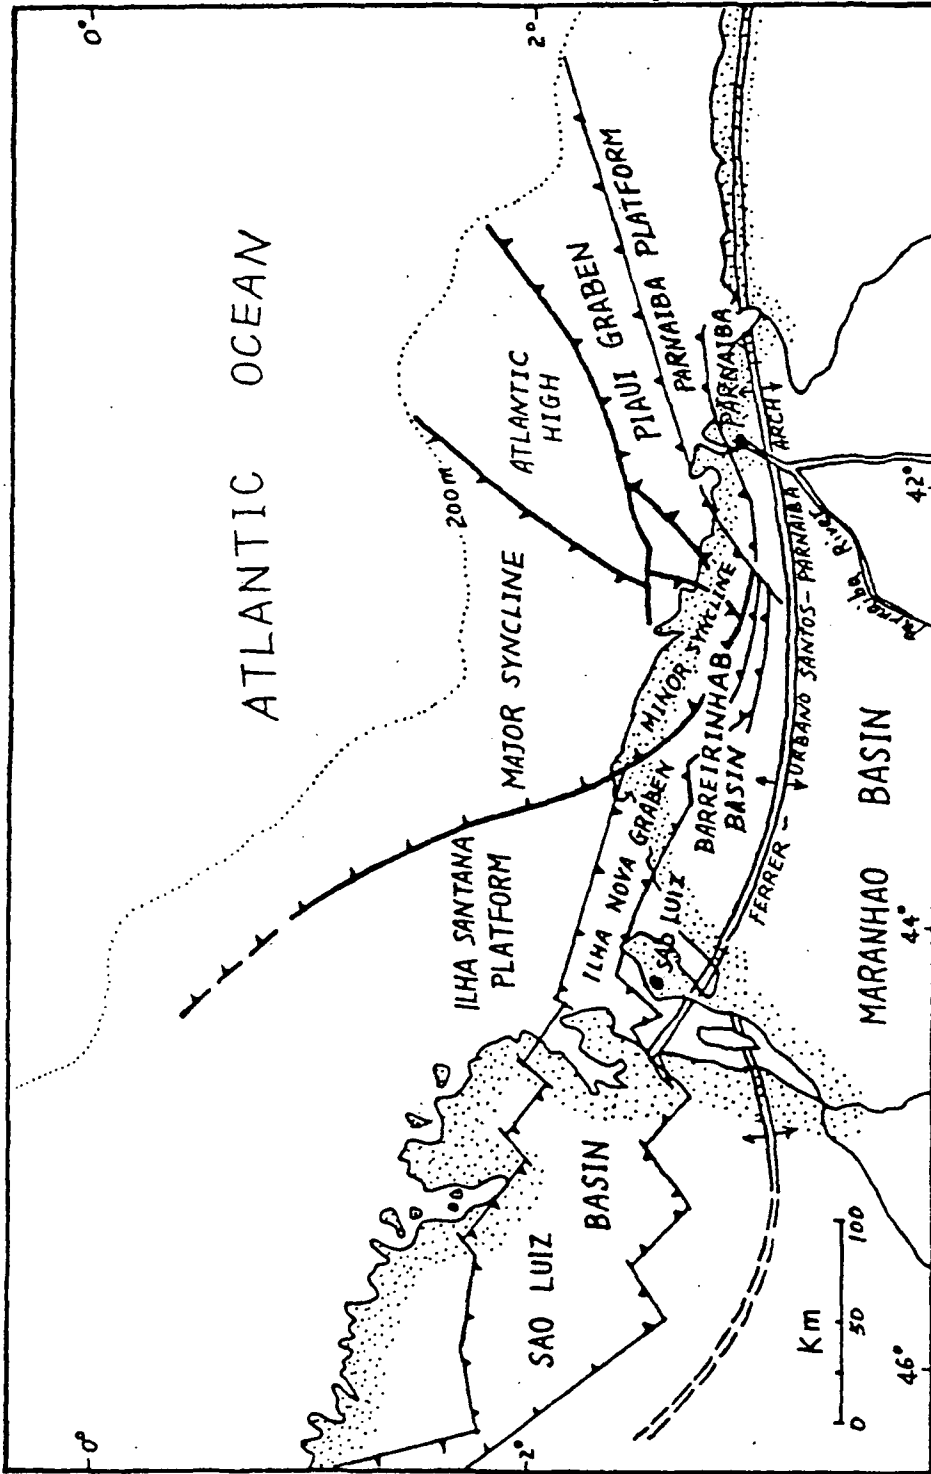 0°
0°
2°
2°
ATLANTIC OCEAN
200m
MAJOR SYNCLINE
ATLANTIC
HIGH
PIAUI GRABEN
PARNAIBA PLATFORM
ILHA SANTANA
PLATFORM
ILHA NOVA GRABEN
MINOR SYNCLINE
BARREIRINHAB
BASIN
PARNAIBA
SAO LUIZ
SAO LUIZ
BASIN
FERRER - URBANO SANTOS - PARNAIBA ARCH
Parnaiba River
MARANHAO BASIN
Km
0 50 100
46°
44°
42°